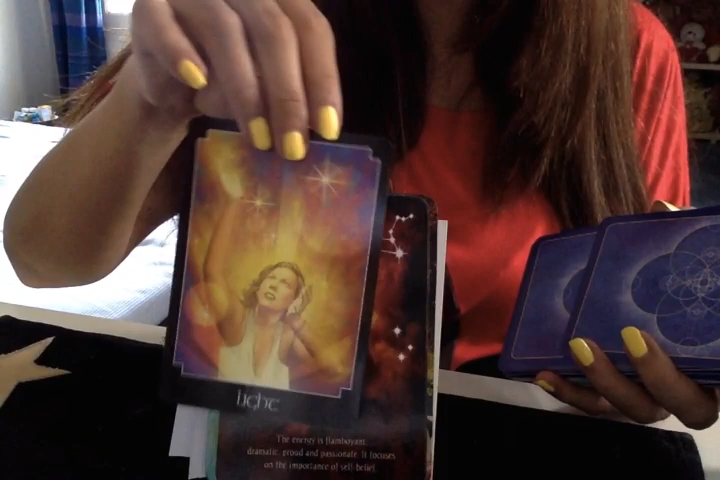 light
The energy is flamboyant,
dramatic, proud and passionate. It focuses
on the importance of self-belief.